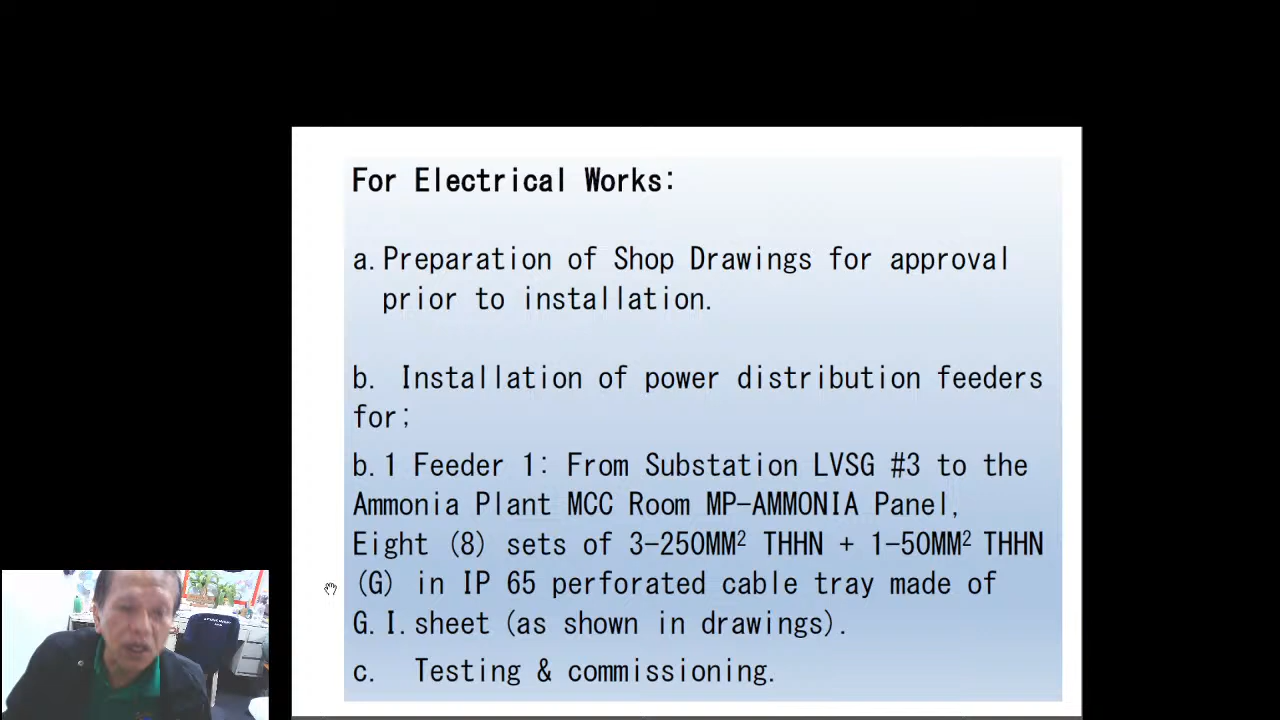 For Electrical Works:
a.Preparation of Shop Drawings for approval
prior to installation.
b. Installation of power distribution feeders
for;
b.1 Feeder 1: From Substation LVSG #3 to the
Ammonia Plant MCC Room MP-AMMONIA Panel,
Eight (8) sets of 3-250MM² THHN + 1-50MM² THHN
(G) in IP 65 perforated cable tray made of
G.I.sheet (as shown in drawings).
c. Testing & commissioning.